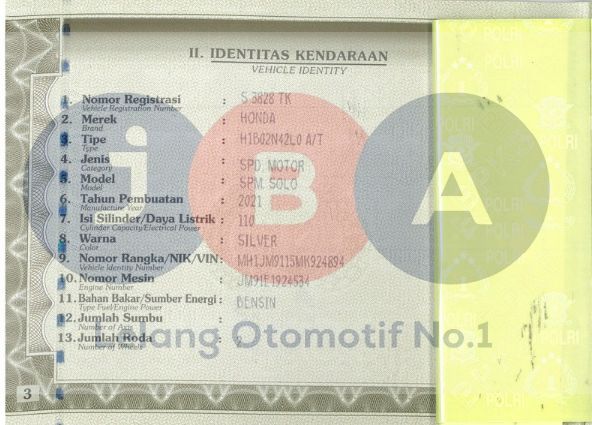 II. IDENTITAS KENDARAAN
VEHICLE IDENTITY
1. Nomor Registrasi : S 3828 TK
Vehicle Registration Number
2. Merek : HONDA
Brand
3. Tipe : H1B02N42L0 A/T
Type
4. Jenis : SPD. MOTOR
Category
5. Model : SPM. SOLO
Model
6. Tahun Pembuatan : 2021
Manufacture Year
7. Isi Silinder/Daya Listrik : 110
Cylinder Capacity/Electrical Power
8. Warna : SILVER
Color
9. Nomor Rangka/NIK/VIN : MH1JM9115MK924894
Vehicle Identity Number
10. Nomor Mesin : JM91E1924534
Engine Number
11. Bahan Bakar/Sumber Energi : BENSIN
Type Fuel/Engine Power
12. Jumlah Sumbu :
Number of Axis
13. Jumlah Roda :
Number of Wheels
3
iBA
Lelang Otomotif No.1
POLRI
POLRI
POLRI